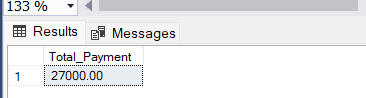 133 %
Results Messages
Total_Payment
1 27000.00